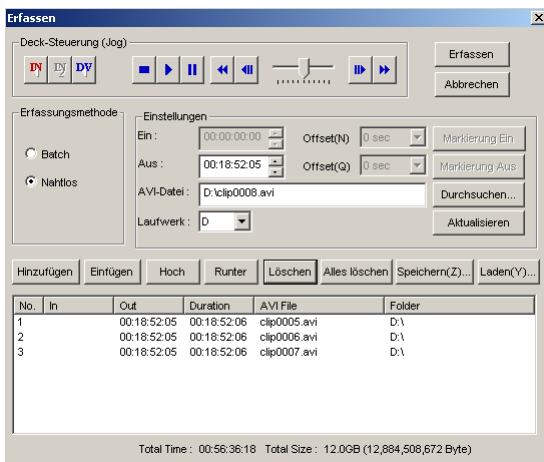 Erfassen
Deck-Steuerung (Jog)
IN IN DV
Erfassen
Abbrechen
Erfassungsmethode
Batch
Nahtlos
Einstellungen
Ein : 00:00:00:00 Offset(N) 0 sec Markierung Ein
Aus : 00:18:52:05 Offset(Q) 0 sec Markierung Aus
AVI-Datei : D:\clip0008.avi Durchsuchen...
Laufwerk : D Aktualisieren
Hinzufügen Einfügen Hoch Runter Löschen Alles löschen Speichern(Z)... Laden(Y)...
No. In Out Duration AVI File Folder
1 00:18:52:05 00:18:52:06 clip0005.avi D:\
2 00:18:52:05 00:18:52:06 clip0006.avi D:\
3 00:18:52:05 00:18:52:06 clip0007.avi D:\
Total Time : 00:56:36:18 Total Size : 12.0GB (12,884,508,672 Byte)